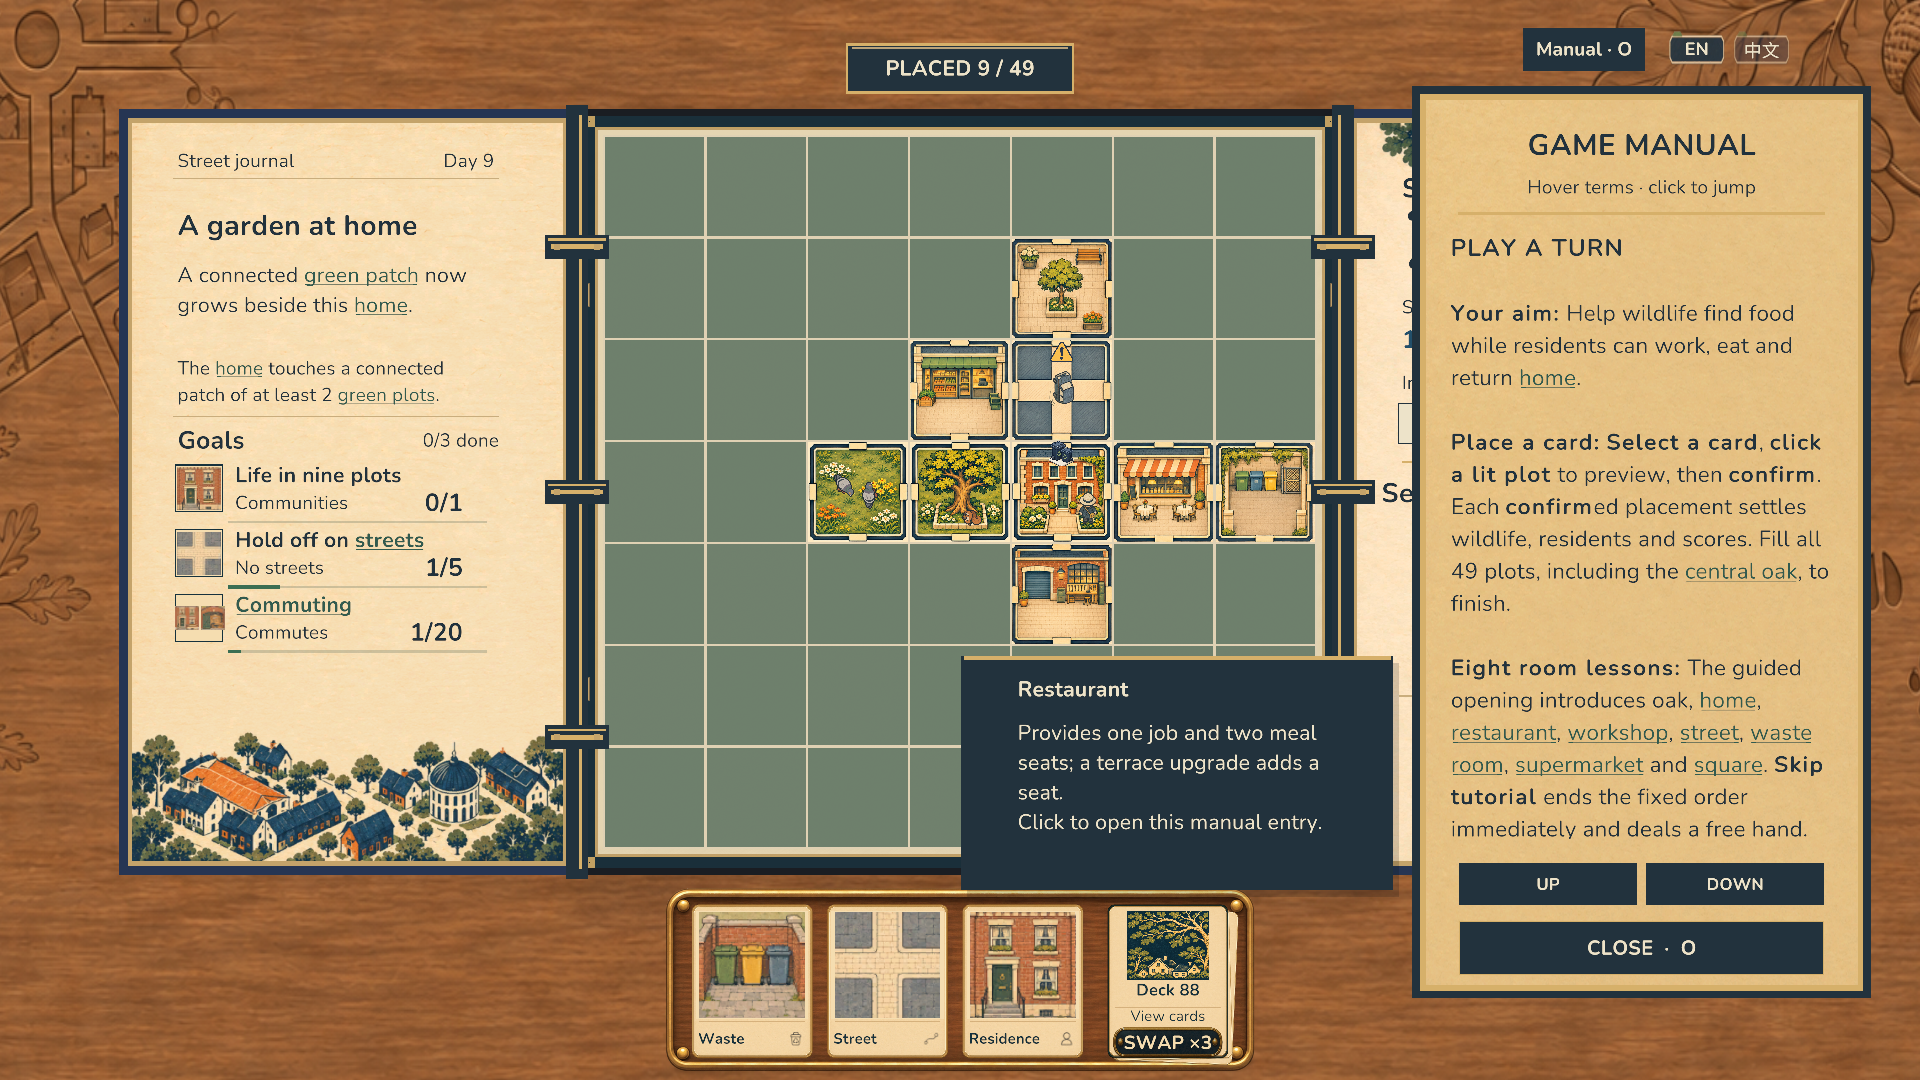 PLACED 9 / 49
Manual · O
EN
中文
Street journal
Day 9
A garden at home
A connected green patch now
grows beside this home.
The home touches a connected
patch of at least 2 green plots.
Goals
0/3 done
Life in nine plots
Communities
0/1
Hold off on streets
No streets
1/5
Commuting
Commutes
1/20
Se
GAME MANUAL
Hover terms · click to jump
PLAY A TURN
Your aim: Help wildlife find food
while residents can work, eat and
return home.
Place a card: Select a card, click
a lit plot to preview, then confirm.
Each confirmed placement settles
wildlife, residents and scores. Fill all
49 plots, including the central oak, to
finish.
Eight room lessons: The guided
opening introduces oak, home,
restaurant, workshop, street, waste
room, supermarket and square. Skip
tutorial ends the fixed order
immediately and deals a free hand.
UP
DOWN
CLOSE · O
Restaurant
Provides one job and two meal
seats; a terrace upgrade adds a
seat.
Click to open this manual entry.
Waste
Street
Residence
Deck 88
View cards
SWAP ×3